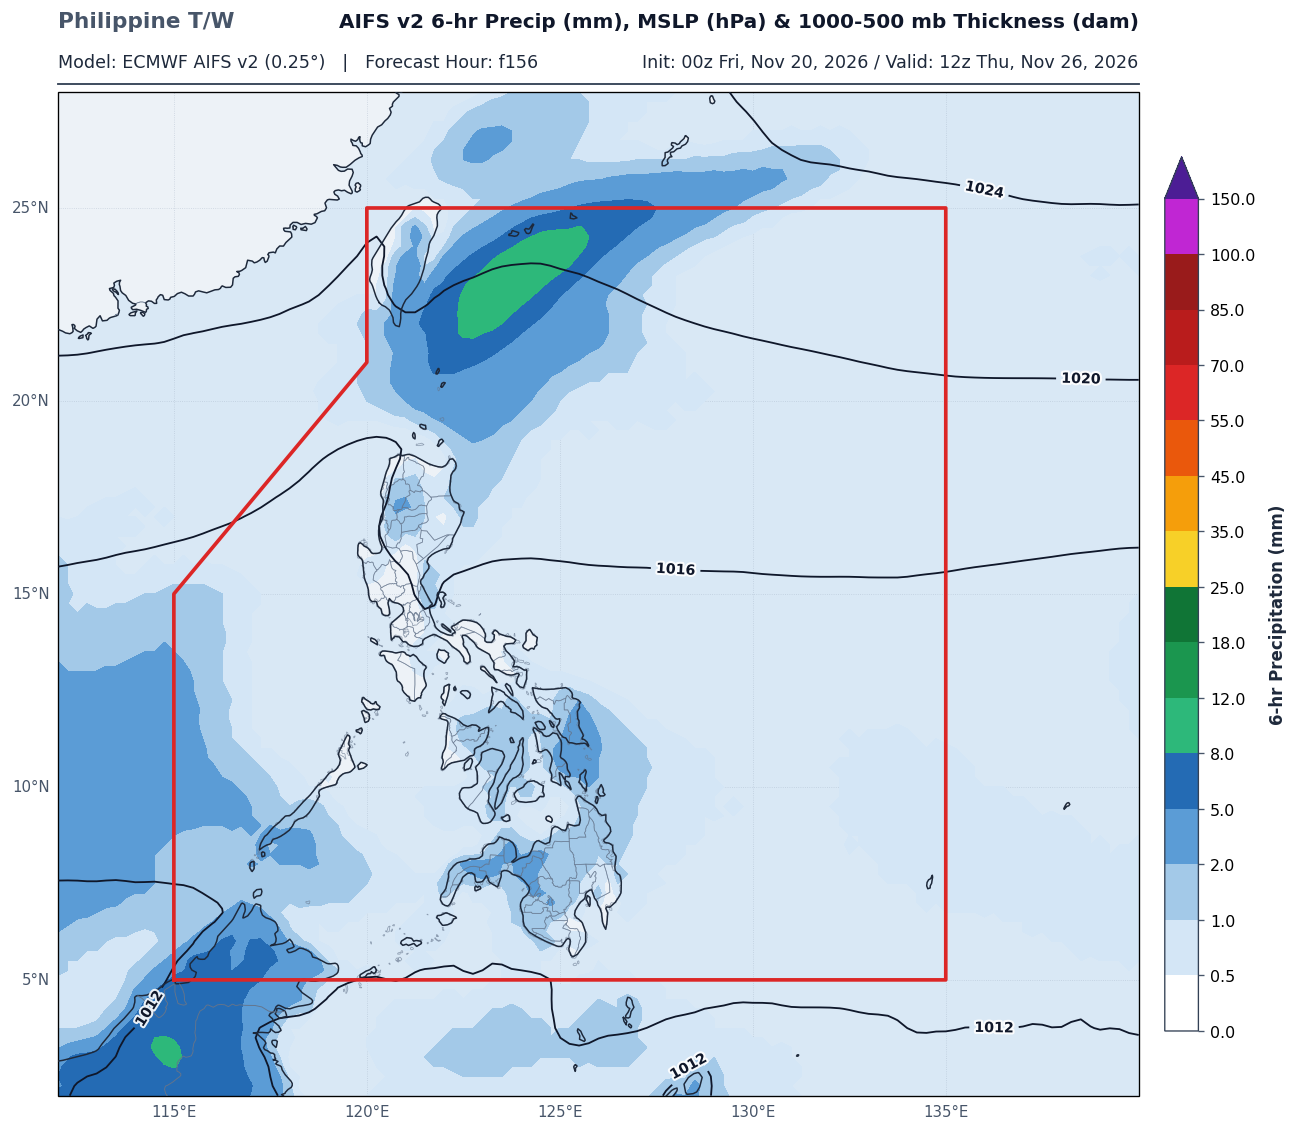 Philippine T/W
AIFS v2 6-hr Precip (mm), MSLP (hPa) & 1000-500 mb Thickness (dam)
Model: ECMWF AIFS v2 (0.25°) | Forecast Hour: f156
Init: 00z Fri, Nov 20, 2026 / Valid: 12z Thu, Nov 26, 2026
25°N
20°N
15°N
10°N
5°N
115°E
120°E
125°E
130°E
135°E
1024
1020
1016
1012
1012
1012
150.0
100.0
85.0
70.0
55.0
45.0
35.0
25.0
18.0
12.0
8.0
5.0
2.0
1.0
0.5
0.0
6-hr Precipitation (mm)